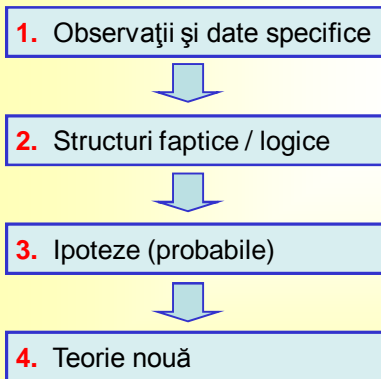 1. Observaţii şi date specifice
2. Structuri faptice / logice
3. Ipoteze (probabile)
4. Teorie nouă